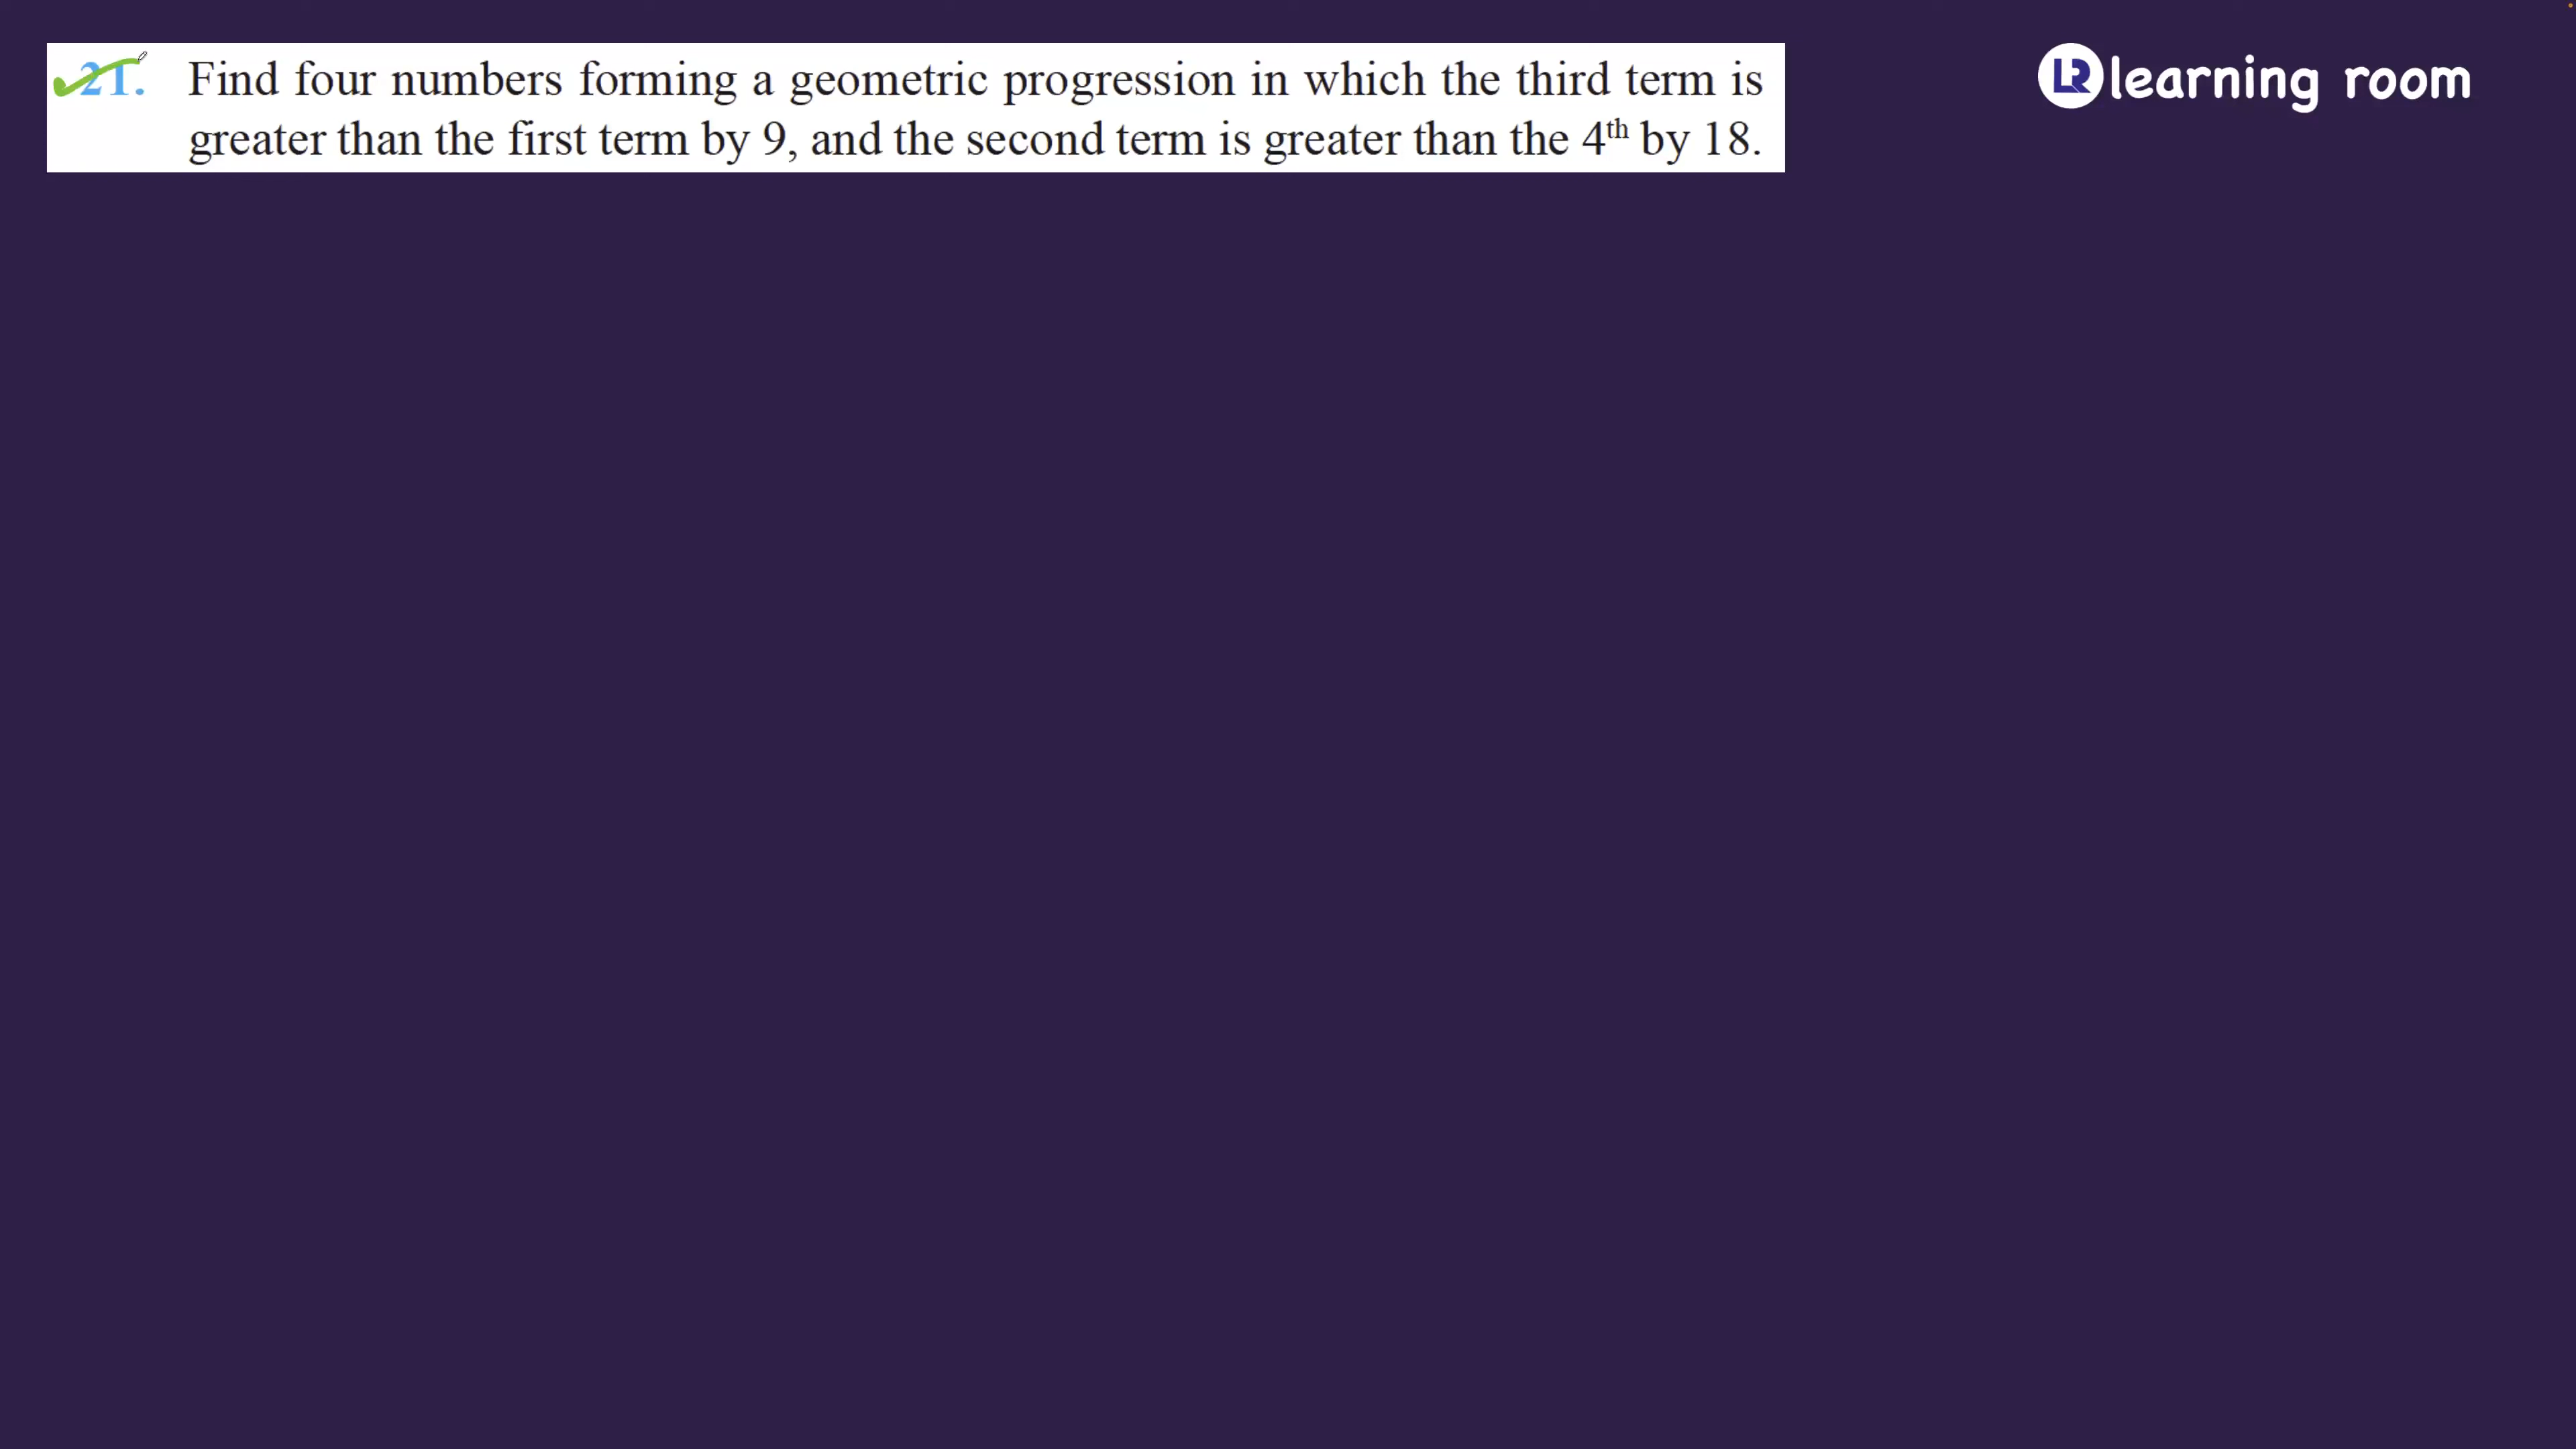 21. Find four numbers forming a geometric progression in which the third term is
greater than the first term by 9, and the second term is greater than the 4th by 18.
LR learning room